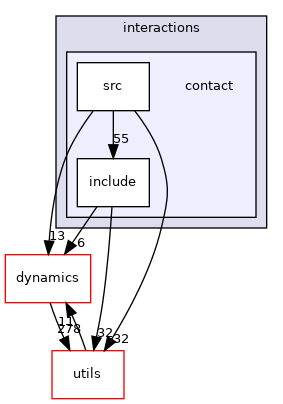 interactions
src
contact
55
include
13
6
dynamics
11
278
32
32
utils